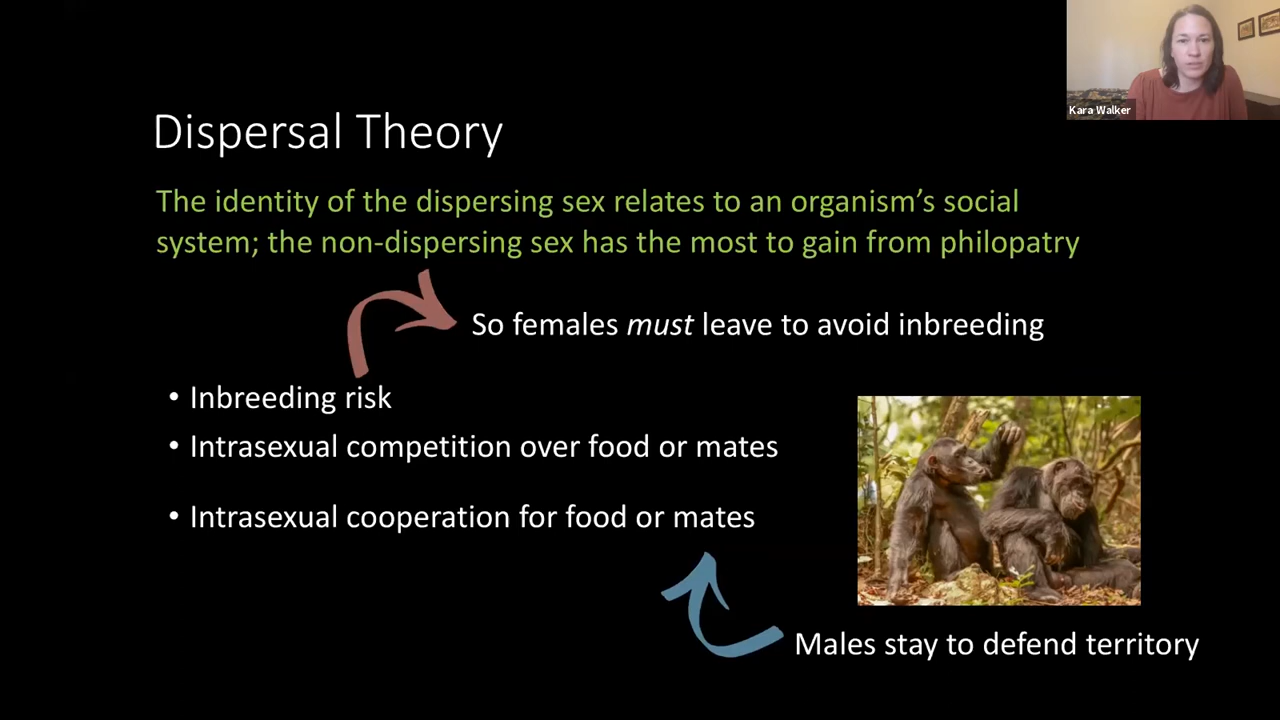 Kara Walker
Dispersal Theory
The identity of the dispersing sex relates to an organism's social
system; the non-dispersing sex has the most to gain from philopatry
So females must leave to avoid inbreeding
• Inbreeding risk
• Intrasexual competition over food or mates
• Intrasexual cooperation for food or mates
Males stay to defend territory